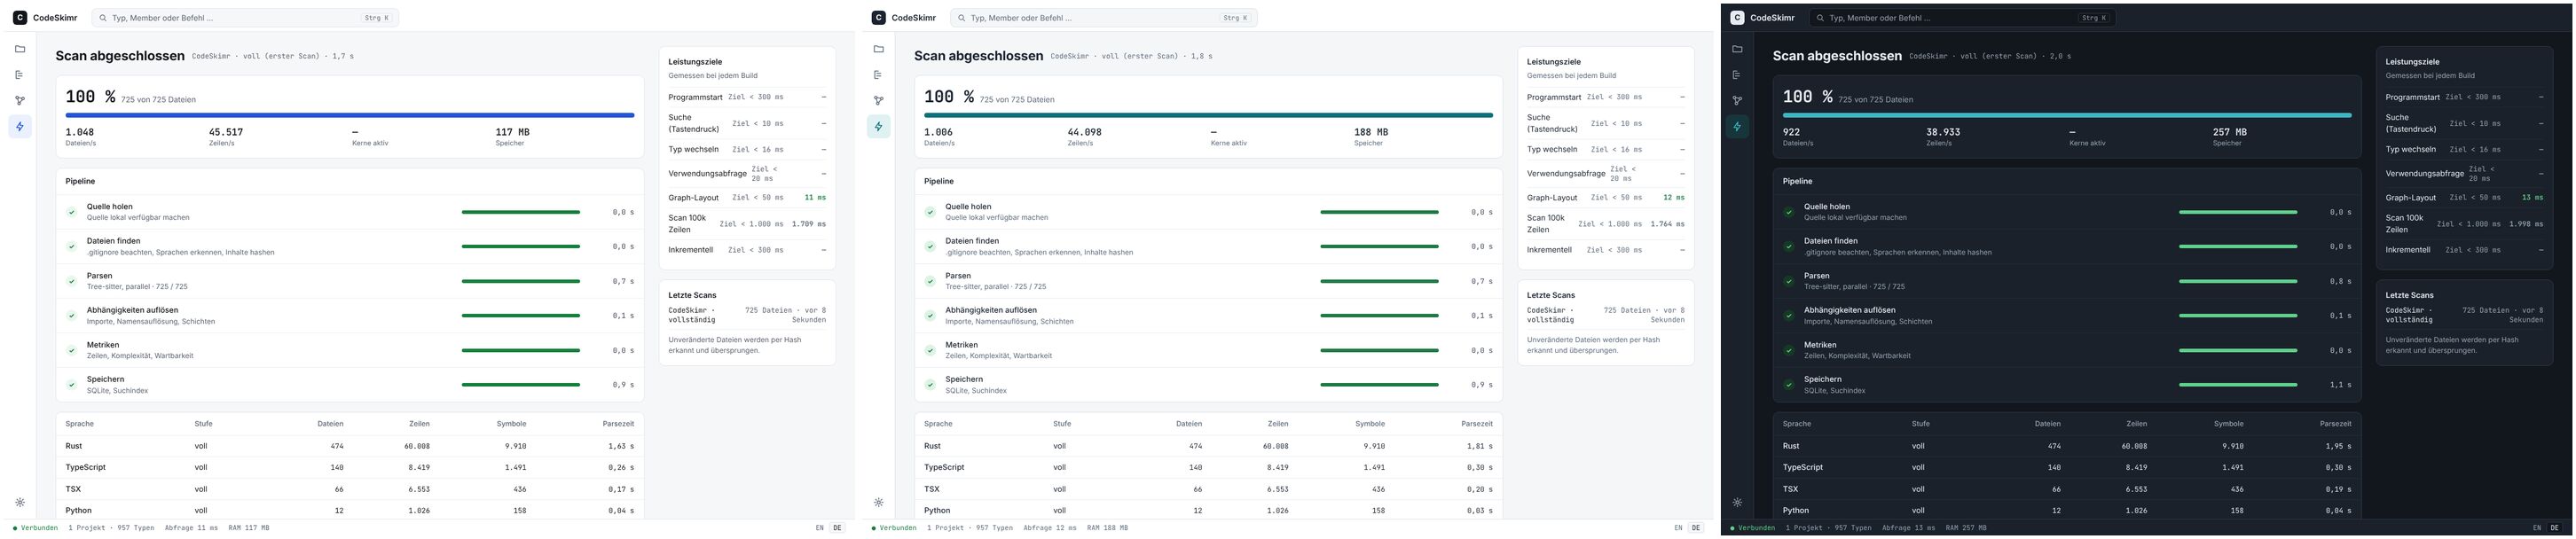 C CodeSkimr Typ, Member oder Befehl ... Strg K
Scan abgeschlossen CodeSkimr · voll (erster Scan) · 1,7 s
100 % 725 von 725 Dateien
1.048 45.517 — 117 MB
Dateien/s Zeilen/s Kerne aktiv Speicher
Pipeline
Quelle holen 0,0 s
Quelle lokal verfügbar machen
Dateien finden 0,0 s
.gitignore beachten, Sprachen erkennen, Inhalte hashen
Parsen 0,7 s
Tree-sitter, parallel · 725 / 725
Abhängigkeiten auflösen 0,1 s
Importe, Namensauflösung, Schichten
Metriken 0,0 s
Zeilen, Komplexität, Wartbarkeit
Speichern 0,9 s
SQLite, Suchindex
Sprache Stufe Dateien Zeilen Symbole Parsezeit
Rust voll 474 60.008 9.910 1,63 s
TypeScript voll 140 8.419 1.491 0,26 s
TSX voll 66 6.553 436 0,17 s
Python voll 12 1.026 158 0,04 s
Leistungsziele
Gemessen bei jedem Build
Programmstart Ziel < 300 ms —
Suche
(Tastendruck) Ziel < 10 ms —
Typ wechseln Ziel < 16 ms —
Verwendungsabfrage Ziel <
20 ms —
Graph-Layout Ziel < 50 ms 11 ms
Scan 100k
Zeilen Ziel < 1.000 ms 1.709 ms
Inkrementell Ziel < 300 ms —
Letzte Scans
CodeSkimr · 725 Dateien · vor 8
vollständig Sekunden
Unveränderte Dateien werden per Hash
erkannt und übersprungen.
Verbunden 1 Projekt · 957 Typen Abfrage 11 ms RAM 117 MB EN DE
C CodeSkimr Typ, Member oder Befehl ... Strg K
Scan abgeschlossen CodeSkimr · voll (erster Scan) · 1,8 s
100 % 725 von 725 Dateien
1.006 44.098 — 188 MB
Dateien/s Zeilen/s Kerne aktiv Speicher
Pipeline
Quelle holen 0,0 s
Quelle lokal verfügbar machen
Dateien finden 0,0 s
.gitignore beachten, Sprachen erkennen, Inhalte hashen
Parsen 0,7 s
Tree-sitter, parallel · 725 / 725
Abhängigkeiten auflösen 0,1 s
Importe, Namensauflösung, Schichten
Metriken 0,0 s
Zeilen, Komplexität, Wartbarkeit
Speichern 0,9 s
SQLite, Suchindex
Sprache Stufe Dateien Zeilen Symbole Parsezeit
Rust voll 474 60.008 9.910 1,81 s
TypeScript voll 140 8.419 1.491 0,30 s
TSX voll 66 6.553 436 0,20 s
Python voll 12 1.026 158 0,03 s
Leistungsziele
Gemessen bei jedem Build
Programmstart Ziel < 300 ms —
Suche
(Tastendruck) Ziel < 10 ms —
Typ wechseln Ziel < 16 ms —
Verwendungsabfrage Ziel <
20 ms —
Graph-Layout Ziel < 50 ms 12 ms
Scan 100k
Zeilen Ziel < 1.000 ms 1.764 ms
Inkrementell Ziel < 300 ms —
Letzte Scans
CodeSkimr · 725 Dateien · vor 8
vollständig Sekunden
Unveränderte Dateien werden per Hash
erkannt und übersprungen.
Verbunden 1 Projekt · 957 Typen Abfrage 12 ms RAM 188 MB EN DE
C CodeSkimr Typ, Member oder Befehl ... Strg K
Scan abgeschlossen CodeSkimr · voll (erster Scan) · 2,0 s
100 % 725 von 725 Dateien
922 38.933 — 257 MB
Dateien/s Zeilen/s Kerne aktiv Speicher
Pipeline
Quelle holen 0,0 s
Quelle lokal verfügbar machen
Dateien finden 0,0 s
.gitignore beachten, Sprachen erkennen, Inhalte hashen
Parsen 0,8 s
Tree-sitter, parallel · 725 / 725
Abhängigkeiten auflösen 0,1 s
Importe, Namensauflösung, Schichten
Metriken 0,0 s
Zeilen, Komplexität, Wartbarkeit
Speichern 1,1 s
SQLite, Suchindex
Sprache Stufe Dateien Zeilen Symbole Parsezeit
Rust voll 474 60.008 9.910 1,95 s
TypeScript voll 140 8.419 1.491 0,30 s
TSX voll 66 6.553 436 0,19 s
Python voll 12 1.026 158 0,04 s
Leistungsziele
Gemessen bei jedem Build
Programmstart Ziel < 300 ms —
Suche
(Tastendruck) Ziel < 10 ms —
Typ wechseln Ziel < 16 ms —
Verwendungsabfrage Ziel <
20 ms —
Graph-Layout Ziel < 50 ms 13 ms
Scan 100k
Zeilen Ziel < 1.000 ms 1.998 ms
Inkrementell Ziel < 300 ms —
Letzte Scans
CodeSkimr · 725 Dateien · vor 8
vollständig Sekunden
Unveränderte Dateien werden per Hash
erkannt und übersprungen.
Verbunden 1 Projekt · 957 Typen Abfrage 13 ms RAM 257 MB EN DE